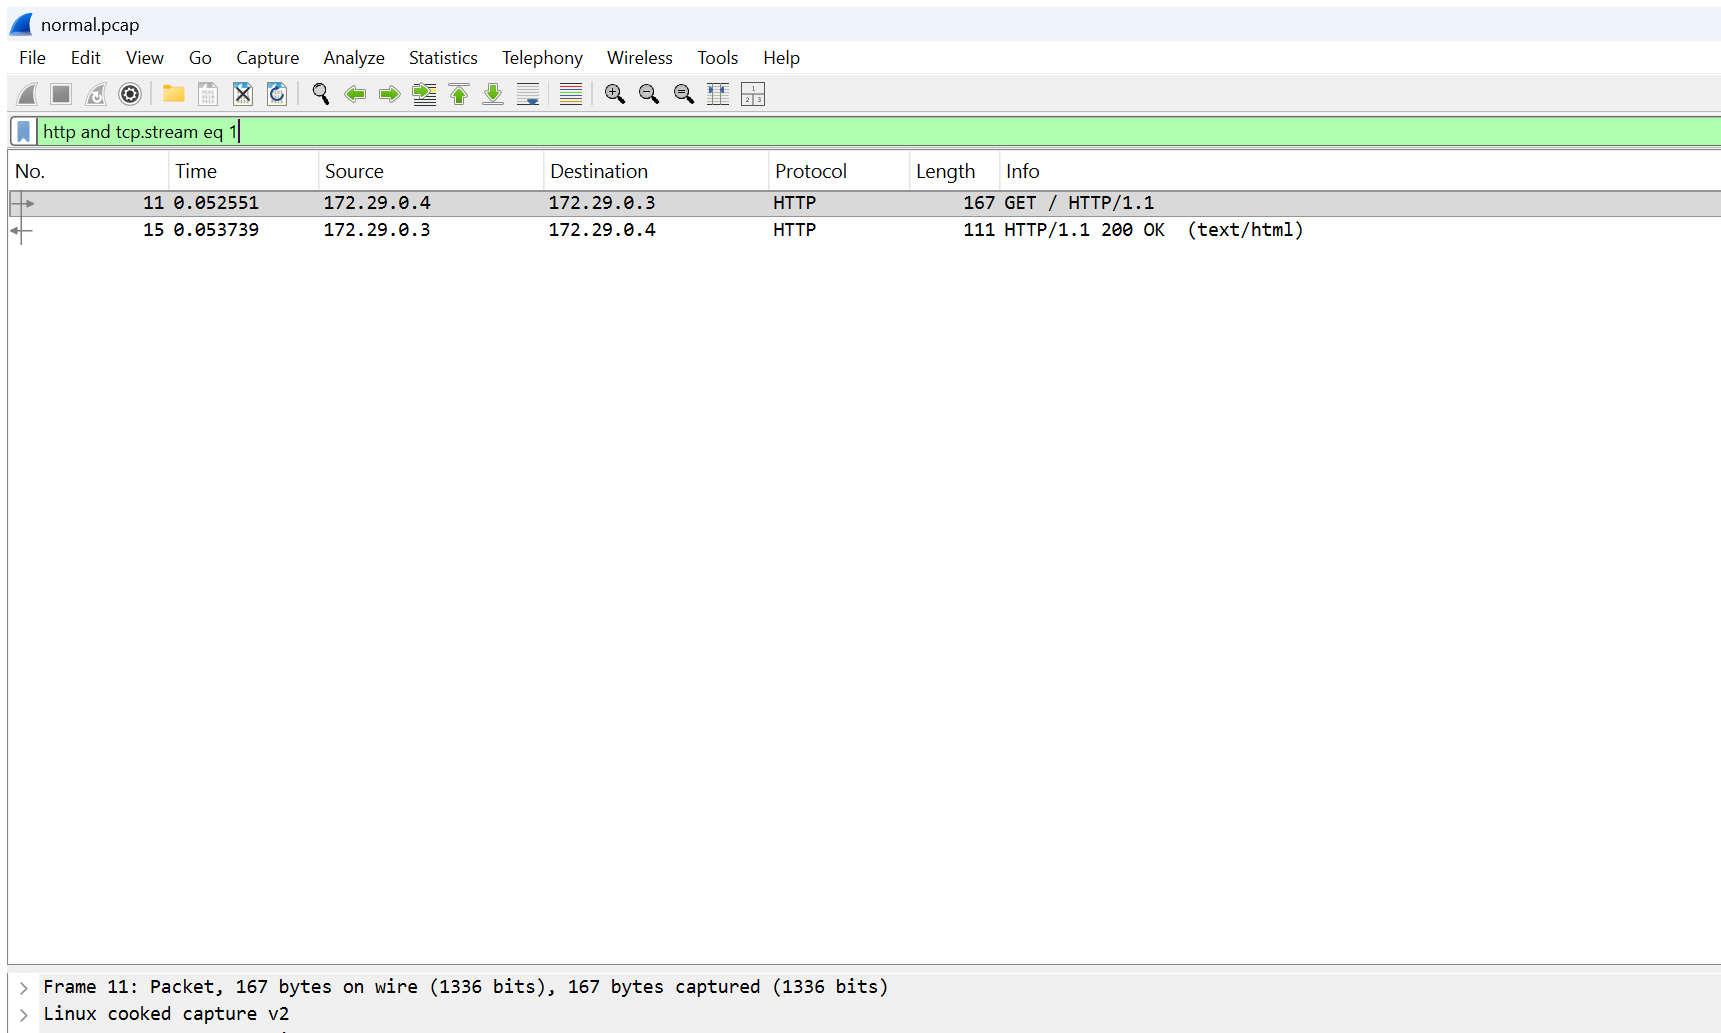 normal.pcap
File Edit View Go Capture Analyze Statistics Telephony Wireless Tools Help
http and tcp.stream eq 1
No. Time Source Destination Protocol Length Info
11 0.052551 172.29.0.4 172.29.0.3 HTTP 167 GET / HTTP/1.1
15 0.053739 172.29.0.3 172.29.0.4 HTTP 111 HTTP/1.1 200 OK (text/html)
Frame 11: Packet, 167 bytes on wire (1336 bits), 167 bytes captured (1336 bits)
Linux cooked capture v2